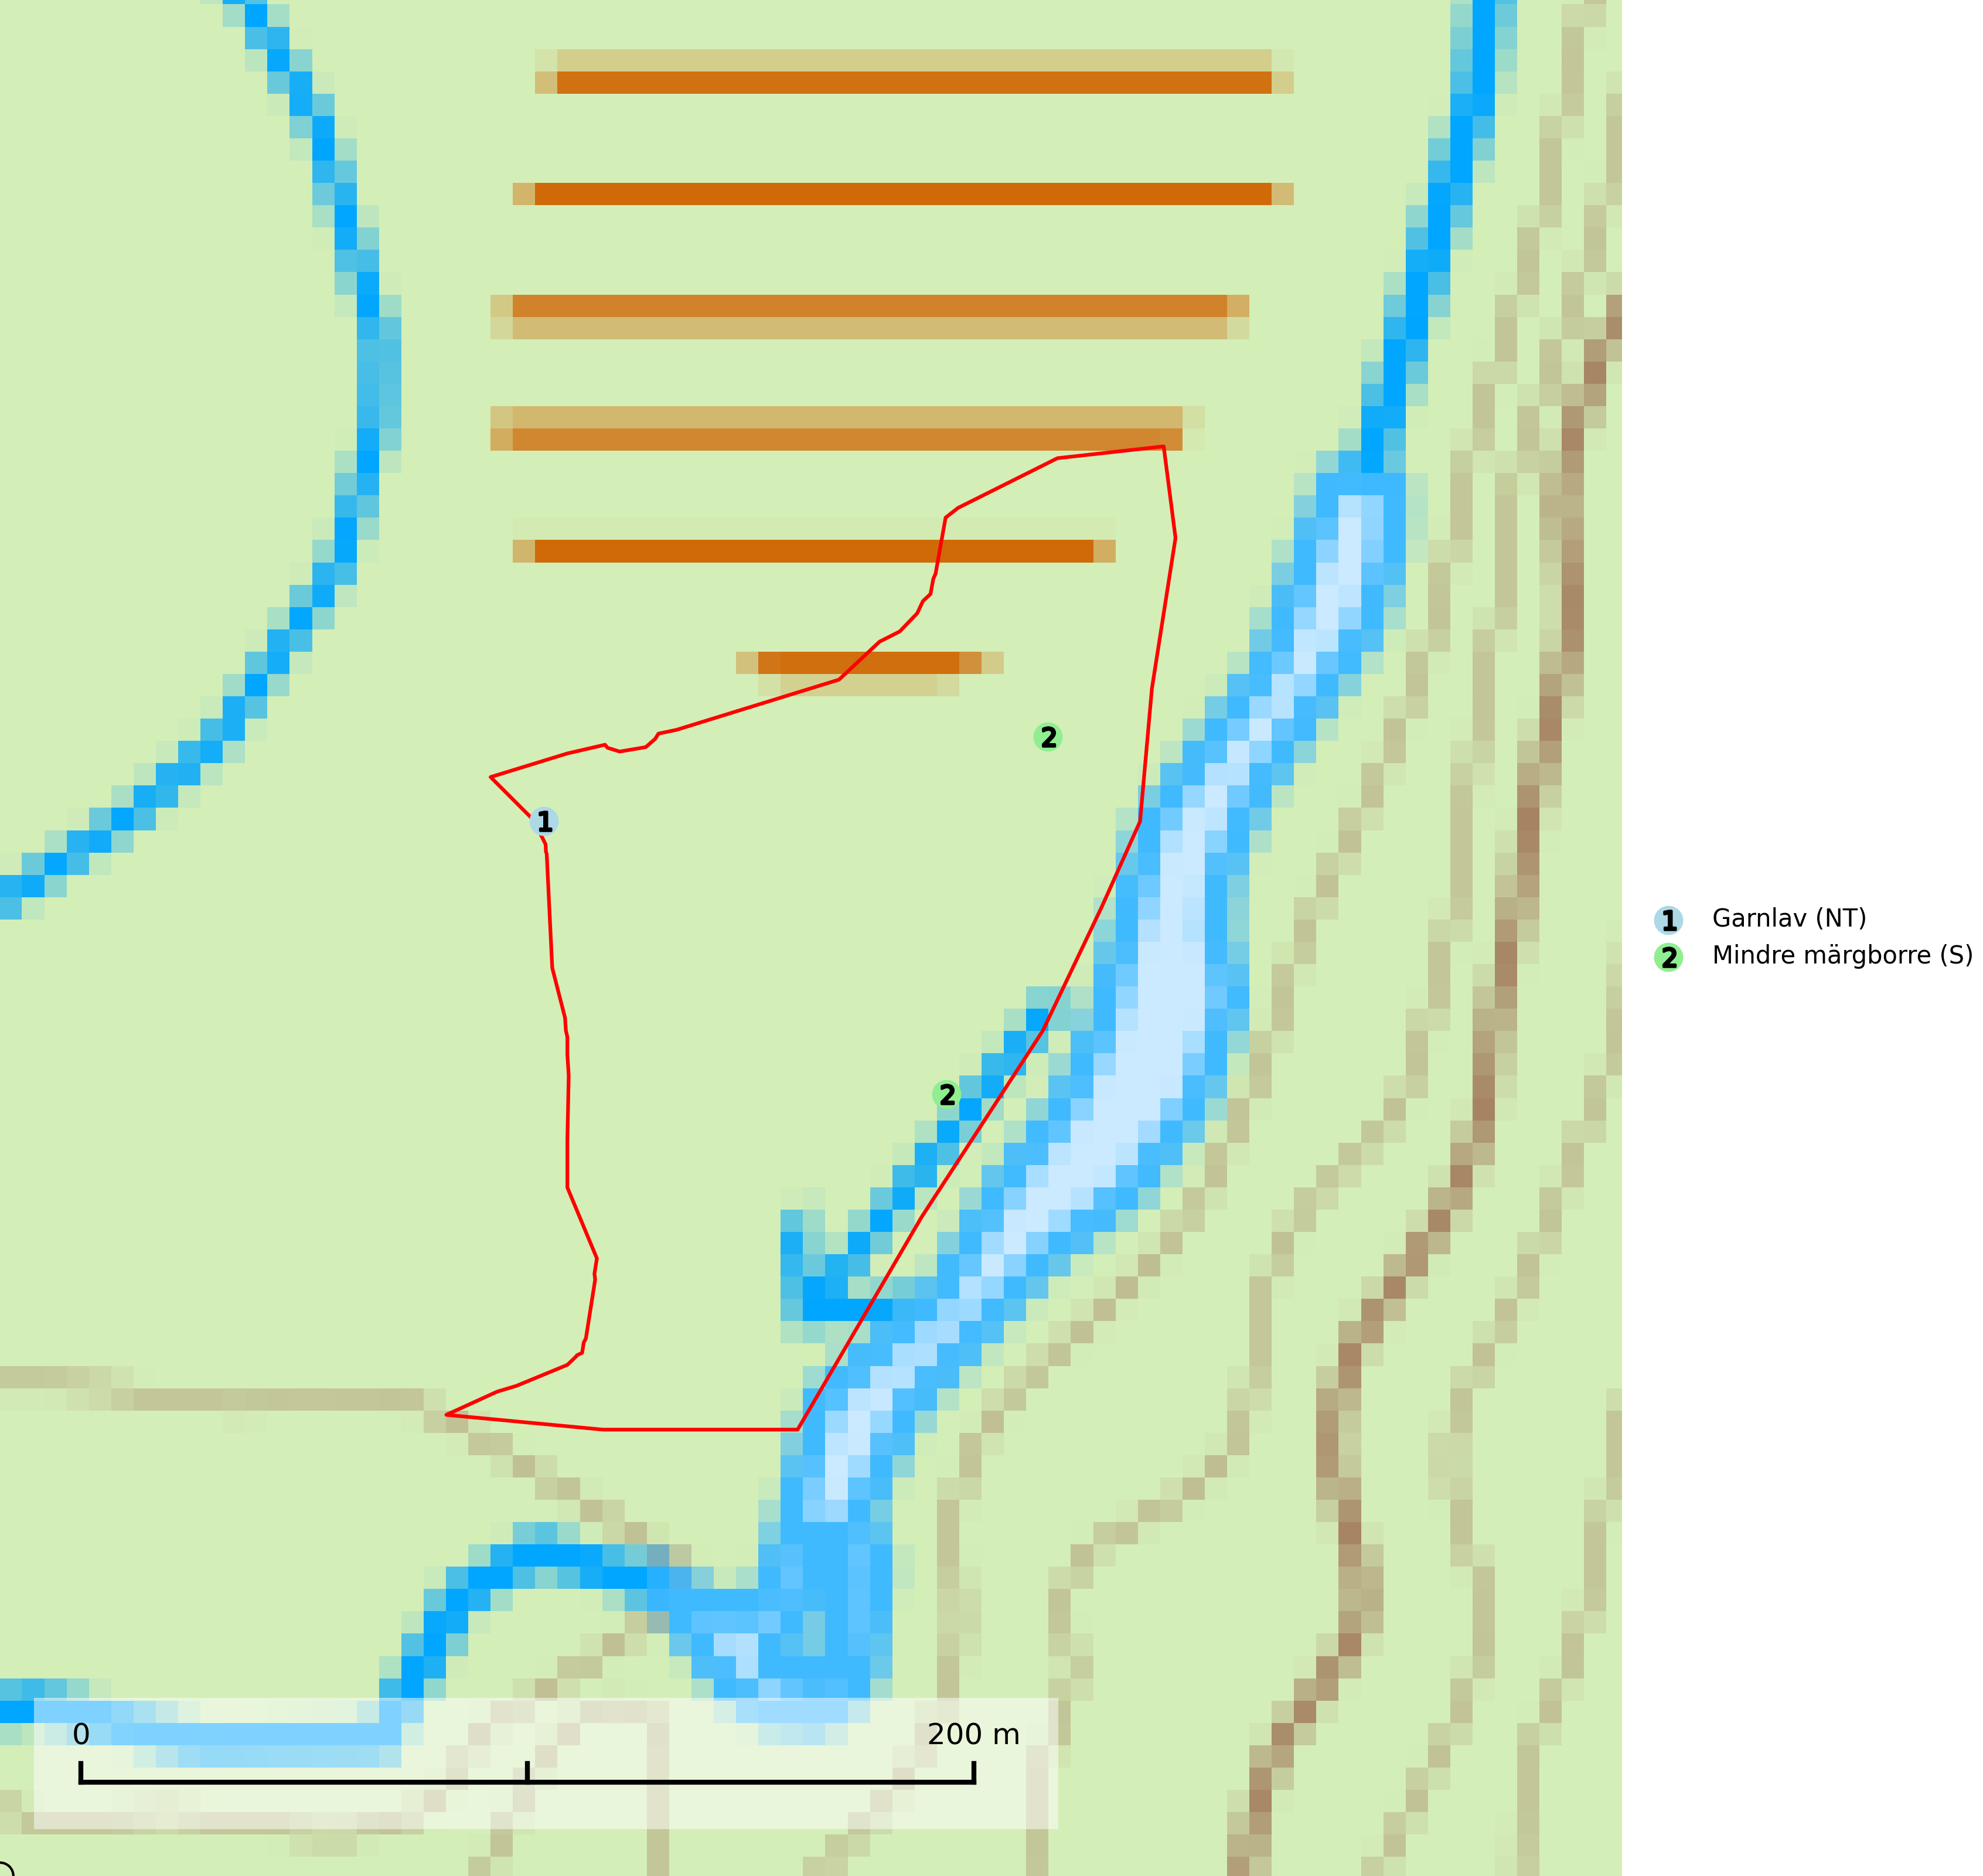 2
1
2
1 Garnlav (NT)
2 Mindre märgborre (S)
0 200 m